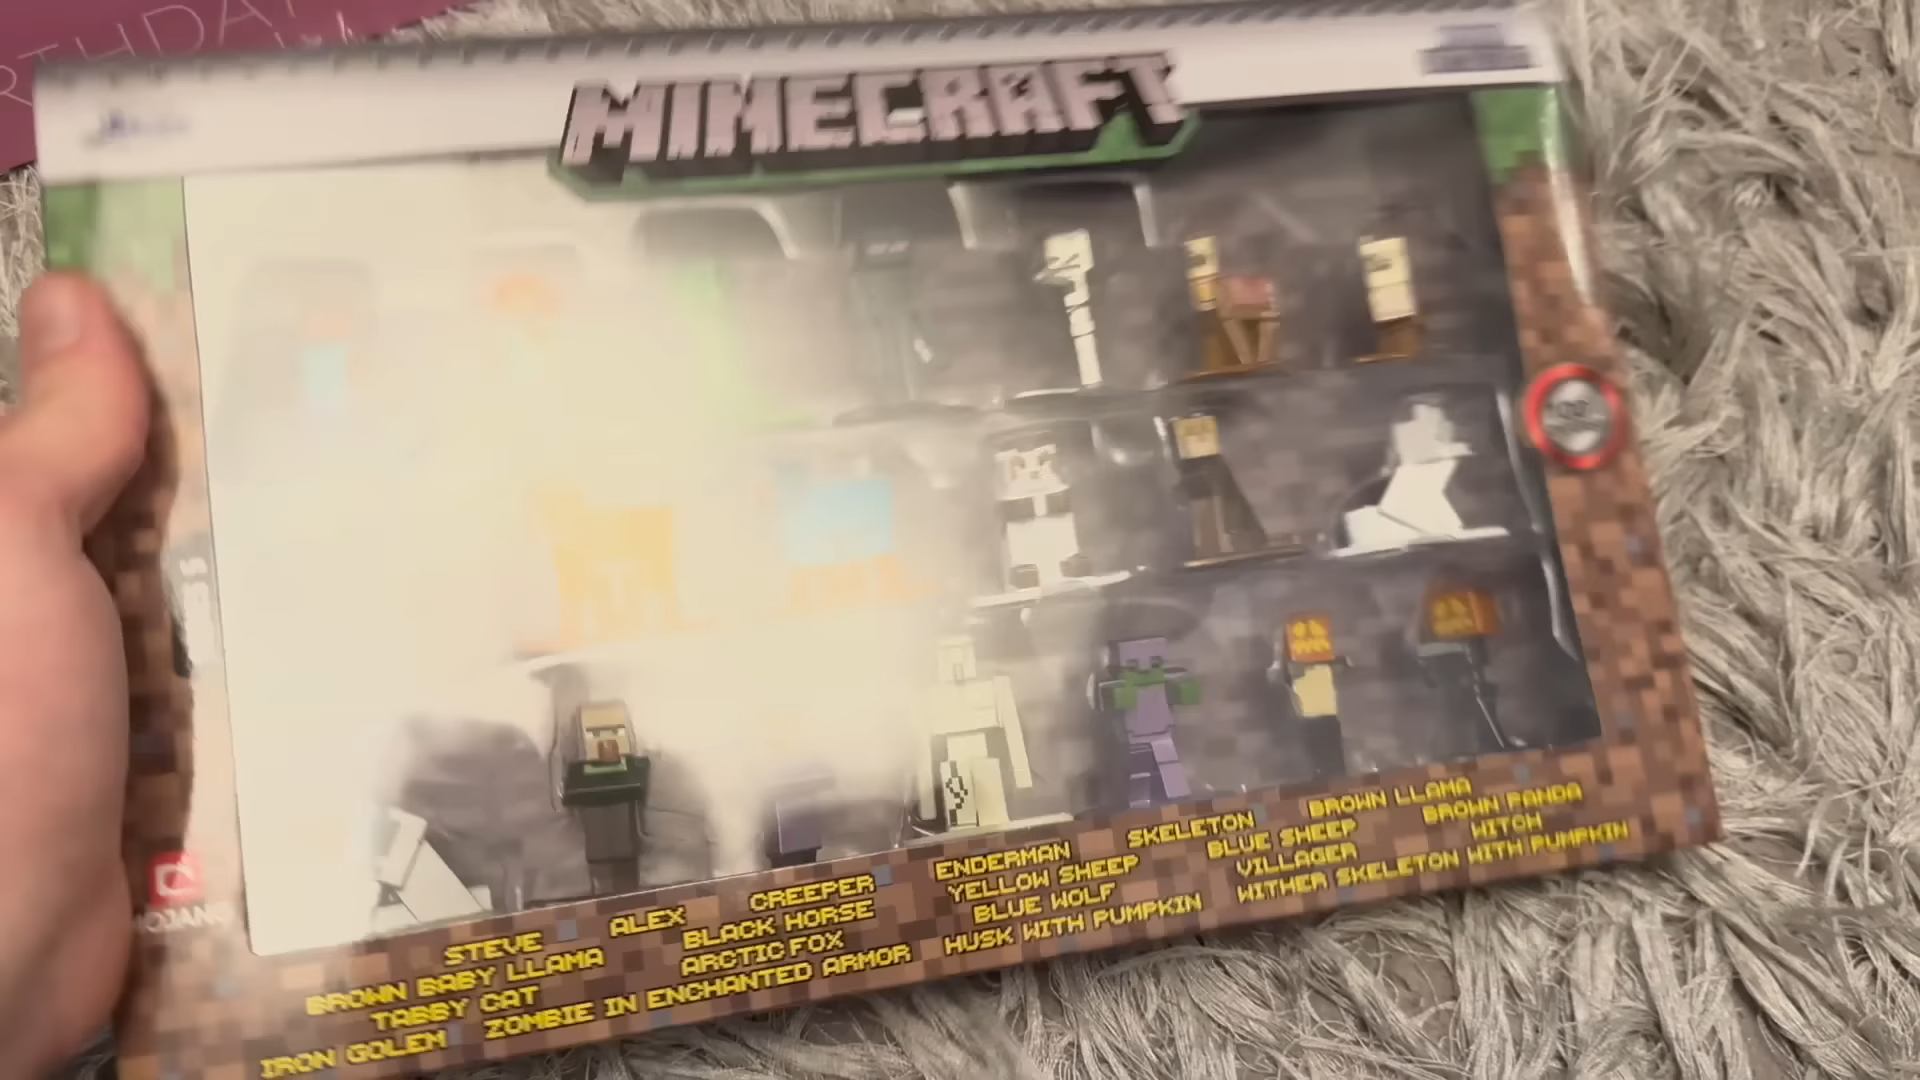 RTHDAY
MINECRAFT
MOJANG
STEVE ALEX CREEPER ENDERMAN SKELETON BROWN LLAMA
BROWN BABY LLAMA BLACK HORSE YELLOW SHEEP BLUE SHEEP BROWN PANDA
TABBY CAT ARCTIC FOX BLUE WOLF VILLAGER WITCH
IRON GOLEM ZOMBIE IN ENCHANTED ARMOR HUSK WITH PUMPKIN WITHER SKELETON WITH PUMPKIN